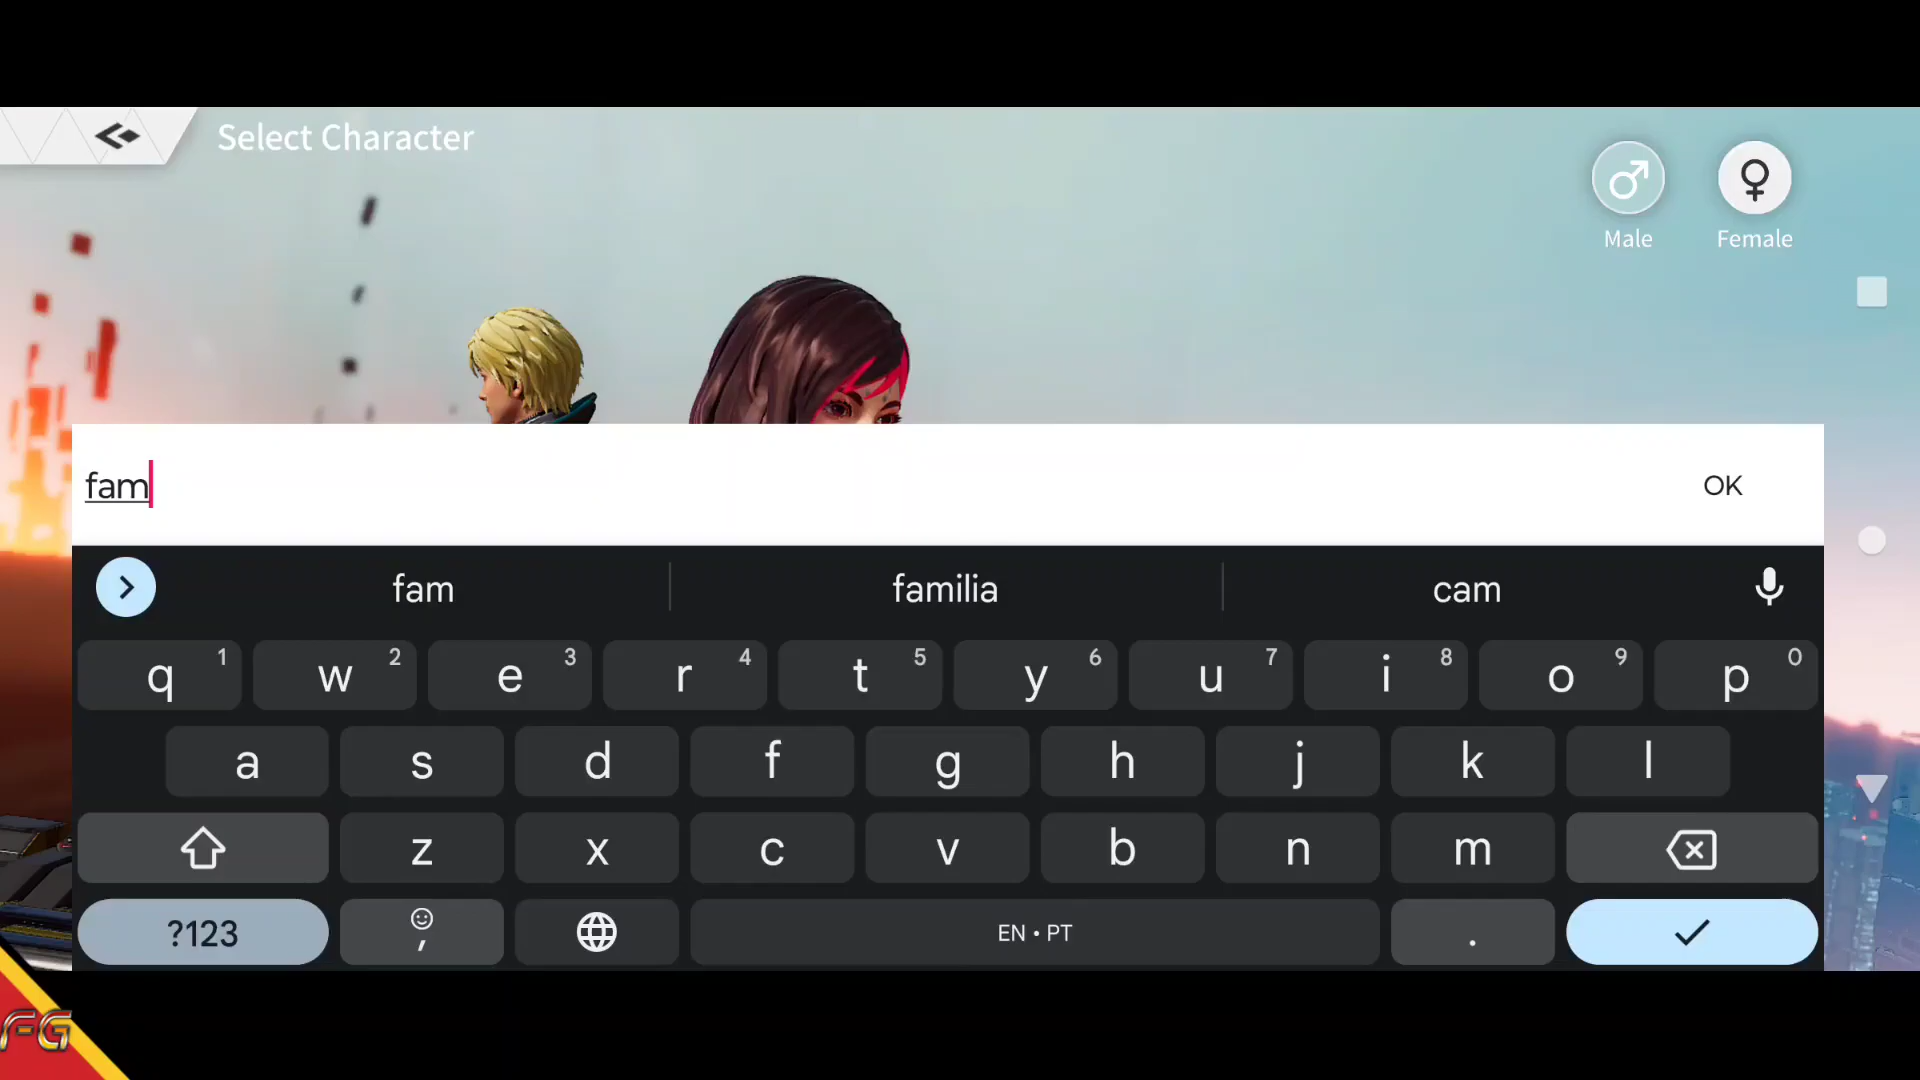 Select Character
Male
Female
fam
OK
fam familia cam
q 1 w 2 e 3 r 4 t 5 y 6 u 7 i 8 o 9 p 0
a s d f g h j k l
z x c v b n m
?123 , EN • PT .
FG